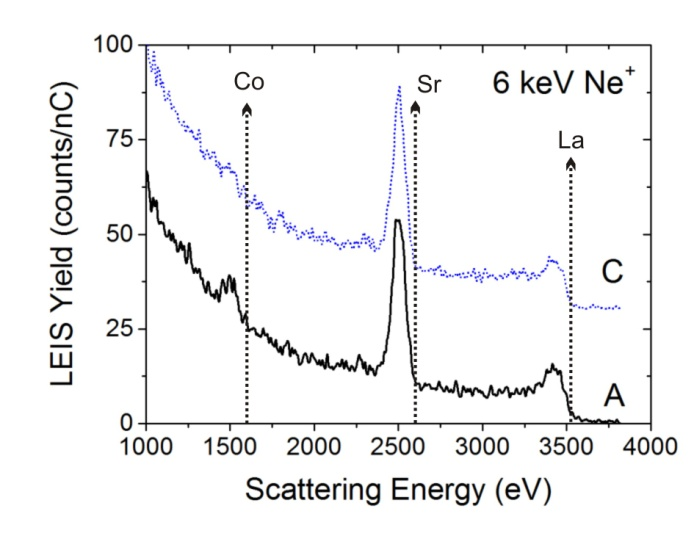 100
75
50
25
0
LEIS Yield (counts/nC)
6 keV Ne⁺
Co
Sr
La
C
A
1000 1500 2000 2500 3000 3500 4000
Scattering Energy (eV)